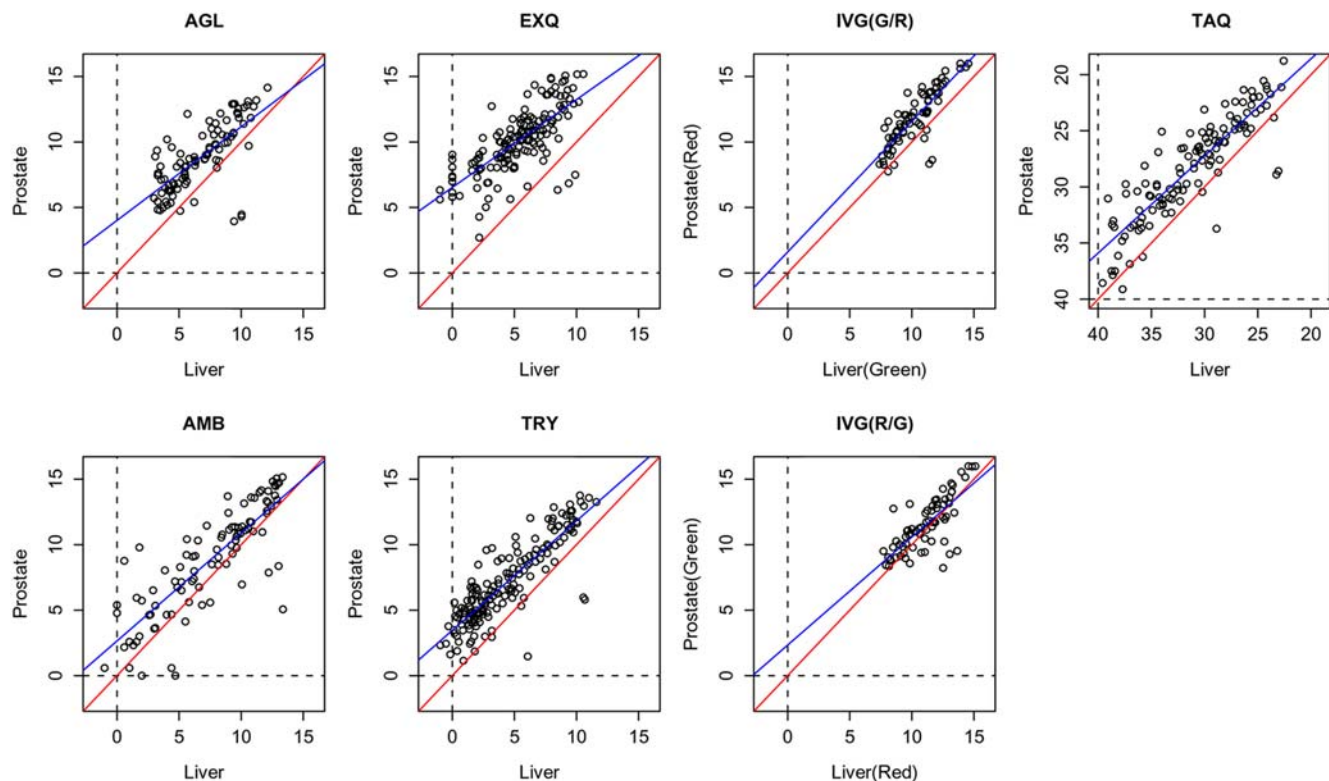 AGL
EXQ
IVG(G/R)
TAQ
15
10
5
0
Prostate
0 5 10 15
Liver
15
10
5
0
Prostate
0 5 10 15
Liver
15
10
5
0
Prostate(Red)
0 5 10 15
Liver(Green)
20
25
30
35
40
Prostate
40 35 30 25 20
Liver
AMB
TRY
IVG(R/G)
15
10
5
0
Prostate
0 5 10 15
Liver
15
10
5
0
Prostate
0 5 10 15
Liver
15
10
5
0
Prostate(Green)
0 5 10 15
Liver(Red)